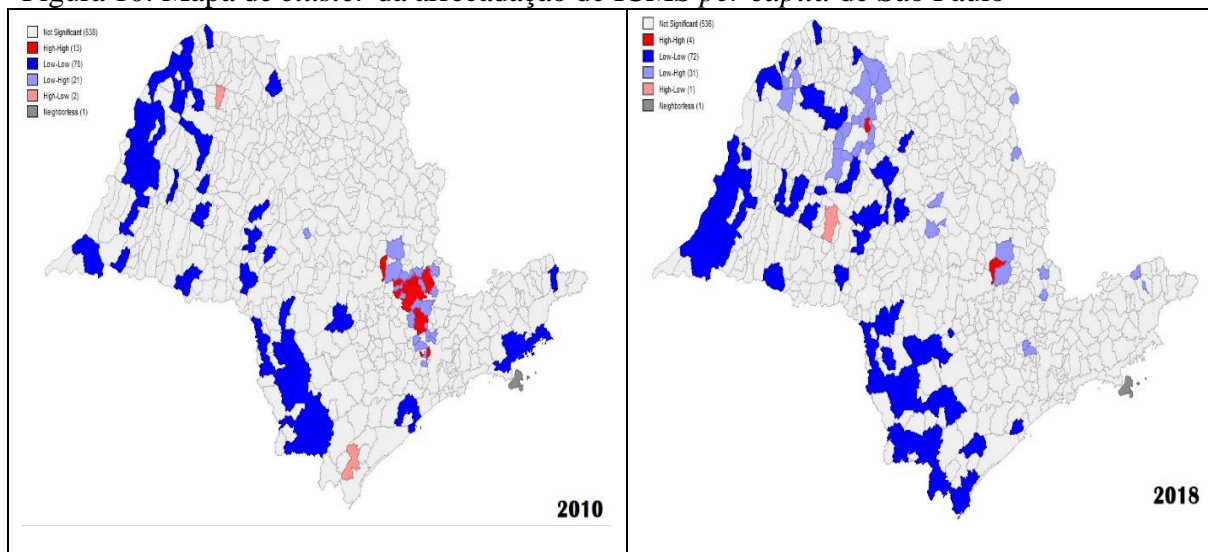 Figura 10: Mapa de cluster da arrecadação de ICMS per capita de São Paulo
Not Significant (538)
High-High (13)
Low-Low (70)
Low-High (21)
High-Low (2)
Neighborless (1)
2010
Not Significant (536)
High-High (4)
Low-Low (72)
Low-High (31)
High-Low (1)
Neighborless (1)
2018